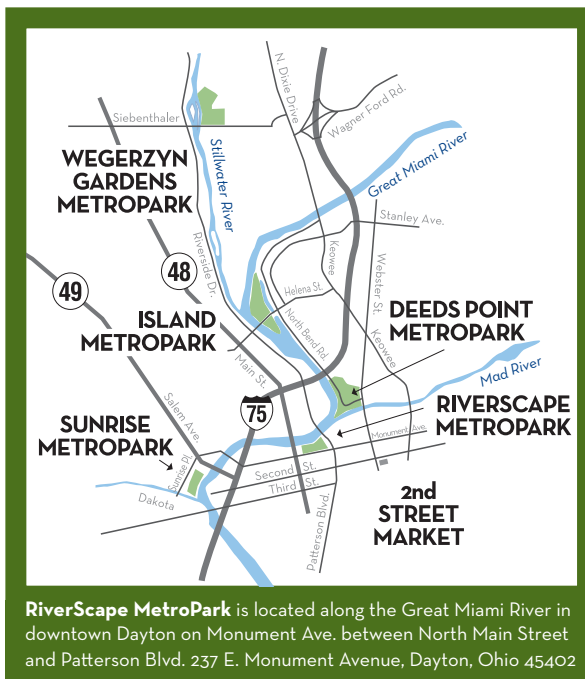 N. Dixie Drive
Wagner Ford Rd.
Siebenthaler
Stillwater River
WEGERZYN
GARDENS
METROPARK
Great Miami River
Stanley Ave.
Riverside Dr.
Keowee
Webster St.
48
49
Helena St.
ISLAND
METROPARK
North Bend Rd.
DEEDS POINT
METROPARK
Keowee
Main St.
Mad River
75
Salem Ave.
RIVERSCAPE
METROPARK
SUNRISE
METROPARK
Monument Ave.
Sunrise Pl.
Second St.
Third St.
Dakota
2nd
STREET
MARKET
Patterson Blvd.
RiverScape MetroPark is located along the Great Miami River in
downtown Dayton on Monument Ave. between North Main Street
and Patterson Blvd. 237 E. Monument Avenue, Dayton, Ohio 45402